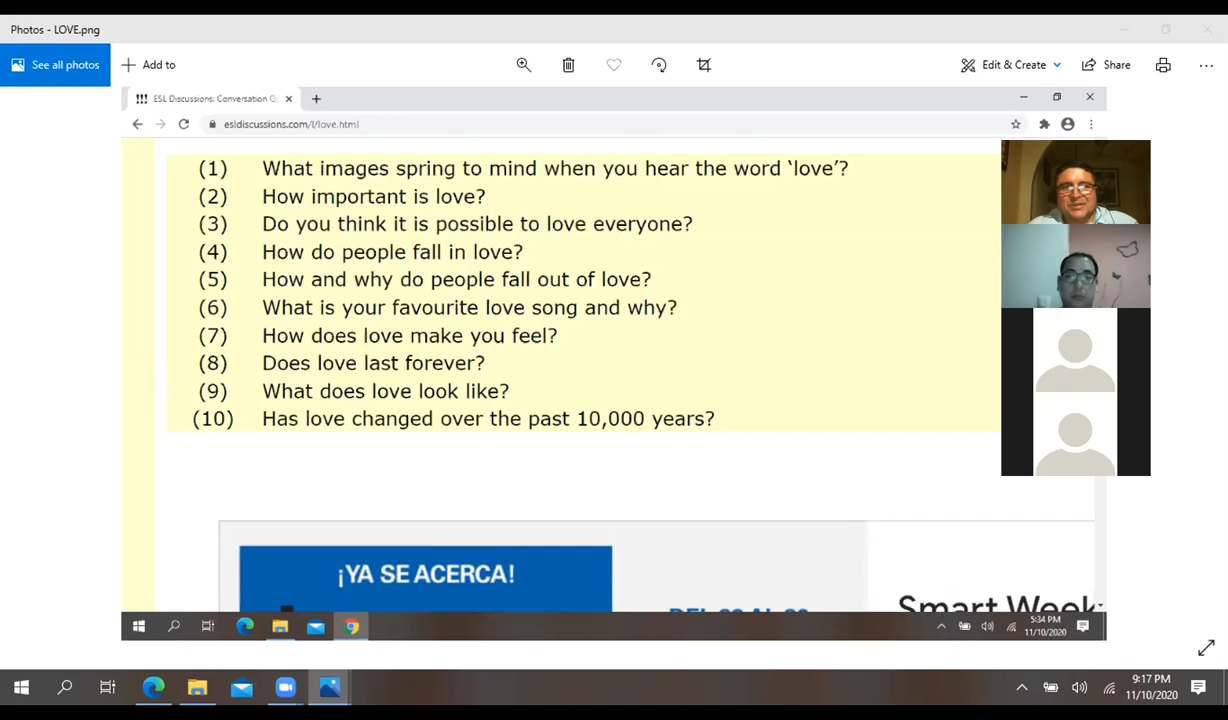 Photos - LOVE.png
See all photos
Add to
Edit & Create
Share
ESL Discussions: Conversation Q
esldiscussions.com/l/love.html
(1) What images spring to mind when you hear the word ‘love’?
(2) How important is love?
(3) Do you think it is possible to love everyone?
(4) How do people fall in love?
(5) How and why do people fall out of love?
(6) What is your favourite love song and why?
(7) How does love make you feel?
(8) Does love last forever?
(9) What does love look like?
(10) Has love changed over the past 10,000 years?
¡YA SE ACERCA!
Smart Week
5:34 PM
11/10/2020
9:17 PM
11/10/2020